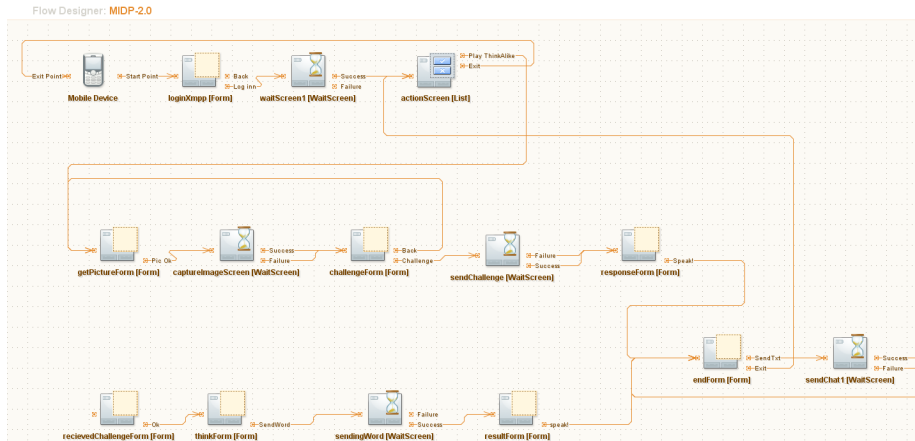 Flow Designer: MIDP-2.0
Play ThinkAlike
Exit Point
Start Point
Back
Success
Exit
Log inn
Failure
Mobile Device
loginXmpp [Form]
waitScreen1 [WaitScreen]
actionScreen [List]
Success
Back
Failure
Speak!
Pic Ok
Failure
Challenge
Success
getPictureForm [Form]
captureImageScreen [WaitScreen]
challengeForm [Form]
sendChallenge [WaitScreen]
responseForm [Form]
SendTxt
Success
Exit
Failure
endForm [Form]
sendChat1 [WaitScreen]
Failure
Ok
SendWord
Success
speak!
recievedChallengeForm [Form]
thinkForm [Form]
sendingWord [WaitScreen]
resultForm [Form]